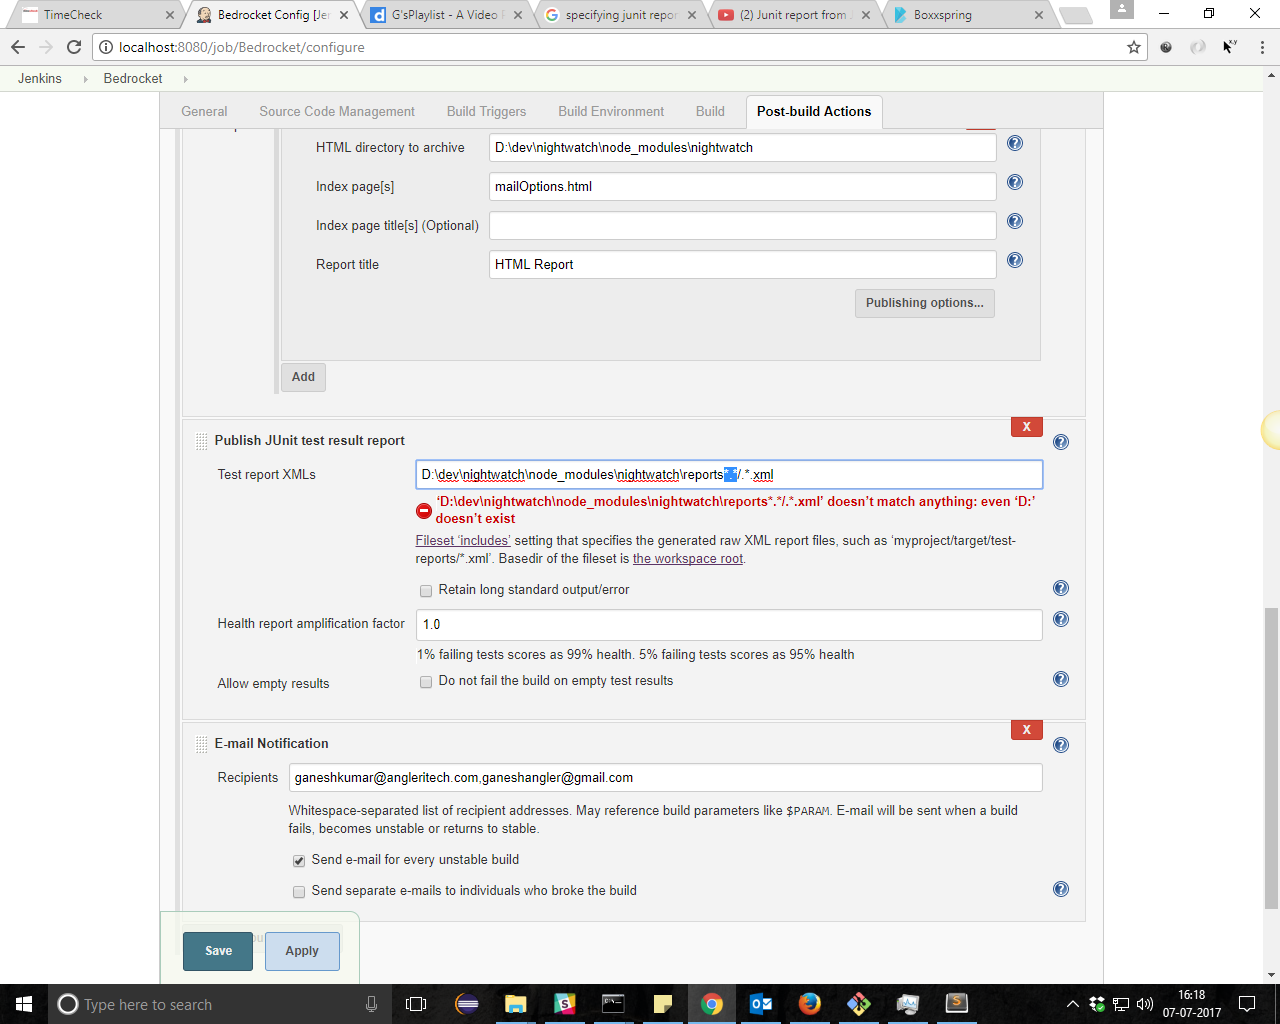 TimeCheck
Bedrocket Config [Jen
G'sPlaylist - A Video P
specifying junit repor
(2) Junit report from J
Boxxspring
localhost:8080/job/Bedrocket/configure
Jenkins
Bedrocket
General
Source Code Management
Build Triggers
Build Environment
Build
Post-build Actions
HTML directory to archive
D:\dev\nightwatch\node_modules\nightwatch
Index page[s]
mailOptions.html
Index page title[s] (Optional)
Report title
HTML Report
Publishing options...
Add
X
Publish JUnit test result report
Test report XMLs
D:\dev\nightwatch\node_modules\nightwatch\reports*.*/.*.xml
‘D:\dev\nightwatch\node_modules\nightwatch\reports*.*/.*.xml’ doesn’t match anything: even ‘D:’
doesn’t exist
Fileset ‘includes’ setting that specifies the generated raw XML report files, such as ‘myproject/target/test-
reports/*.xml’. Basedir of the fileset is the workspace root.
Retain long standard output/error
Health report amplification factor
1.0
1% failing tests scores as 99% health. 5% failing tests scores as 95% health
Allow empty results
Do not fail the build on empty test results
X
E-mail Notification
Recipients
ganeshkumar@angleritech.com,ganeshangler@gmail.com
Whitespace-separated list of recipient addresses. May reference build parameters like $PARAM. E-mail will be sent when a build
fails, becomes unstable or returns to stable.
Send e-mail for every unstable build
Send separate e-mails to individuals who broke the build
Save
Apply
Type here to search
16:18
07-07-2017